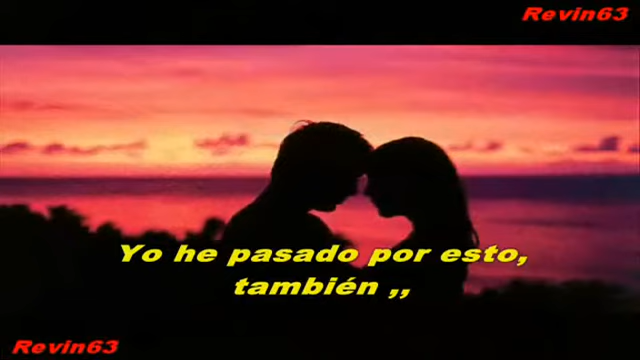 Revin63
Yo he pasado por esto,
también ,,
Revin63